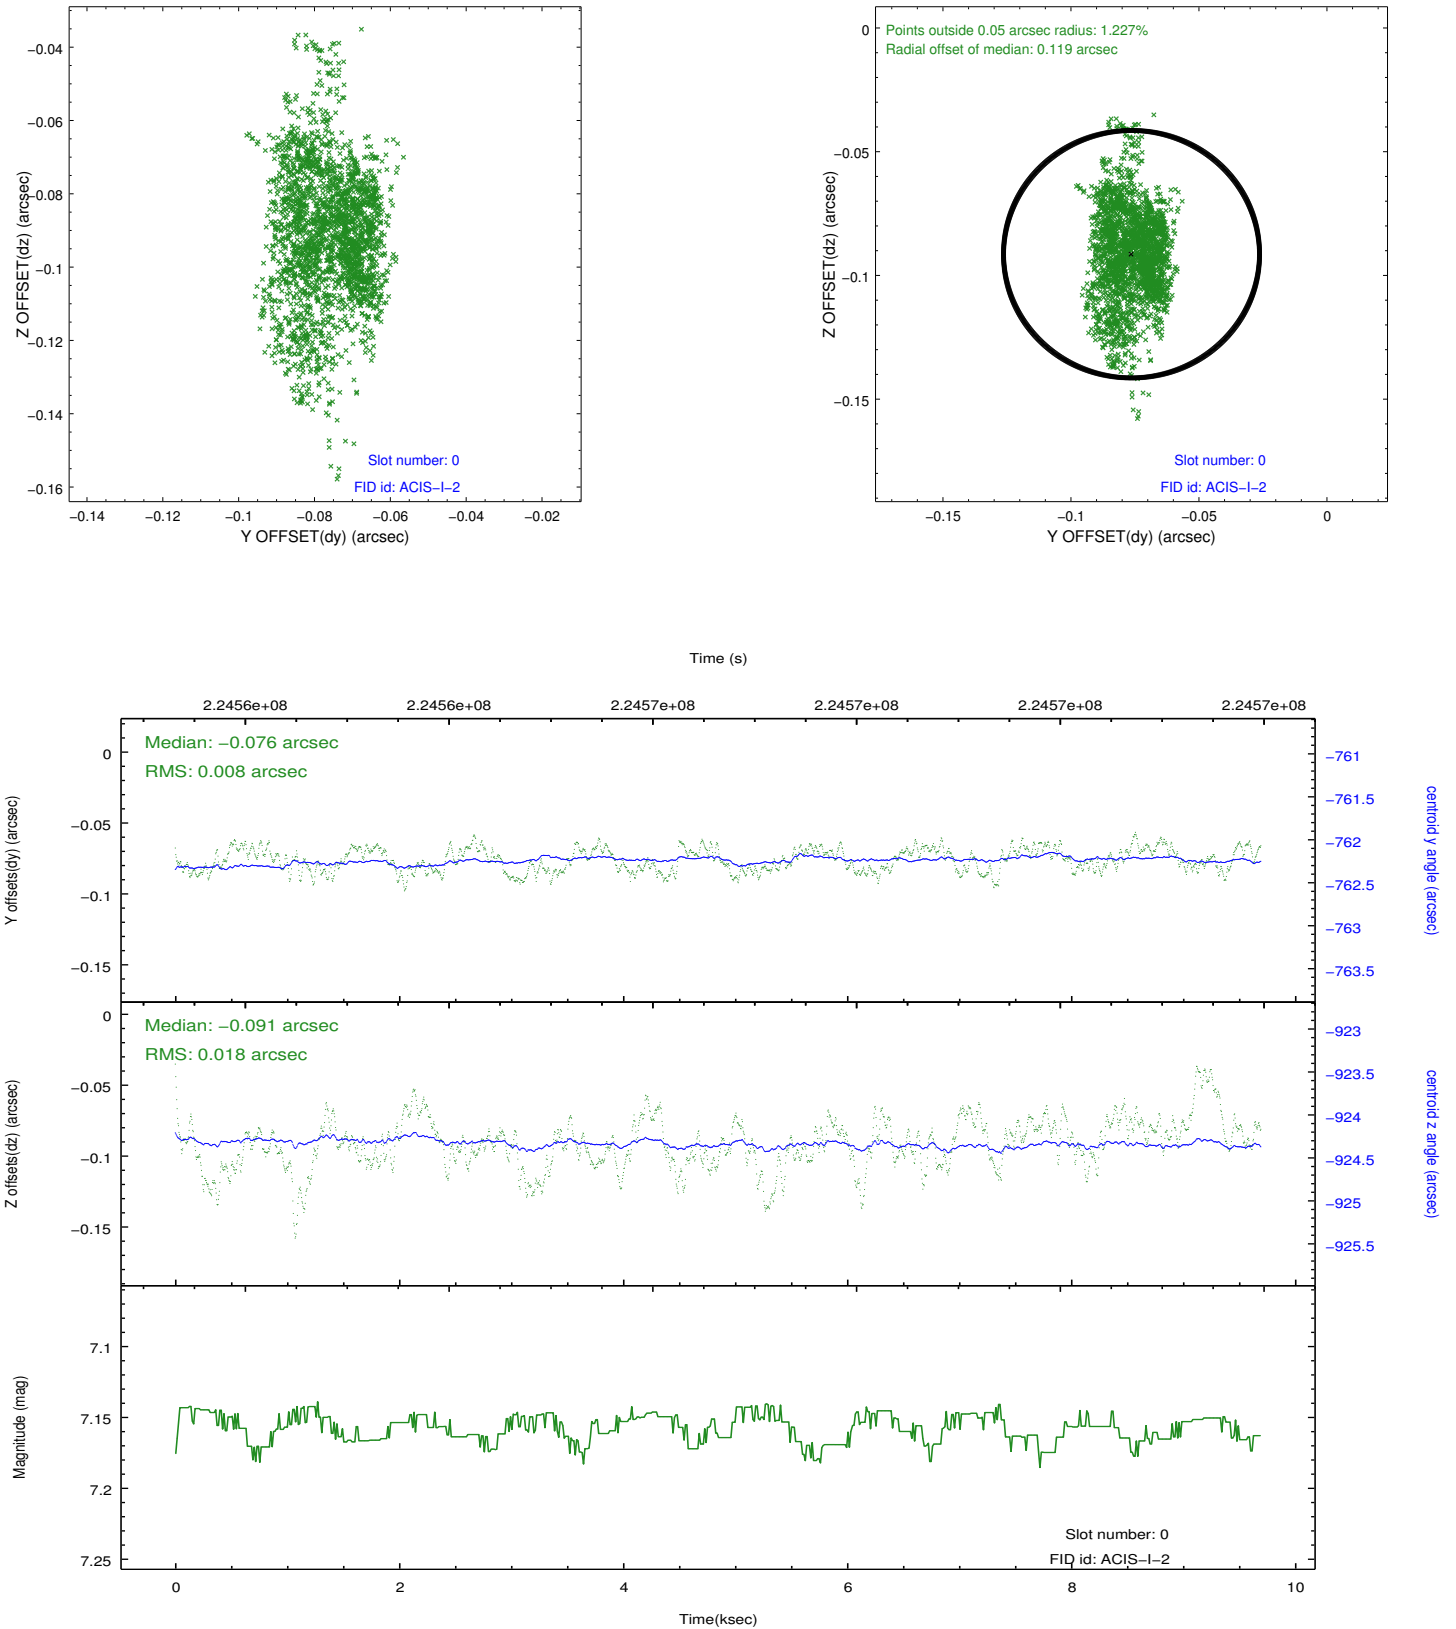 −0.04
−0.06
−0.08
−0.1
−0.12
−0.14
−0.16
Z OFFSET(dz) (arcsec)
Slot number: 0
FID id: ACIS−I−2
−0.14 −0.12 −0.1 −0.08 −0.06 −0.04 −0.02
Y OFFSET(dy) (arcsec)
Points outside 0.05 arcsec radius: 1.227%
Radial offset of median: 0.119 arcsec
0
−0.05
−0.1
−0.15
Z OFFSET(dz) (arcsec)
Slot number: 0
FID id: ACIS−I−2
−0.15 −0.1 −0.05 0
Y OFFSET(dy) (arcsec)
Time (s)
2.2456e+08 2.2456e+08 2.2457e+08 2.2457e+08 2.2457e+08 2.2457e+08
Median: −0.076 arcsec
RMS: 0.008 arcsec
0
−0.05
−0.1
−0.15
Y offsets(dy) (arcsec)
−761
−761.5
−762
−762.5
−763
−763.5
centroid y angle (arcsec)
Median: −0.091 arcsec
RMS: 0.018 arcsec
0
−0.05
−0.1
−0.15
Z offsets(dz) (arcsec)
−923
−923.5
−924
−924.5
−925
−925.5
centroid z angle (arcsec)
7.1
7.15
7.2
7.25
Magnitude (mag)
Slot number: 0
FID id: ACIS−I−2
0 2 4 6 8 10
Time(ksec)